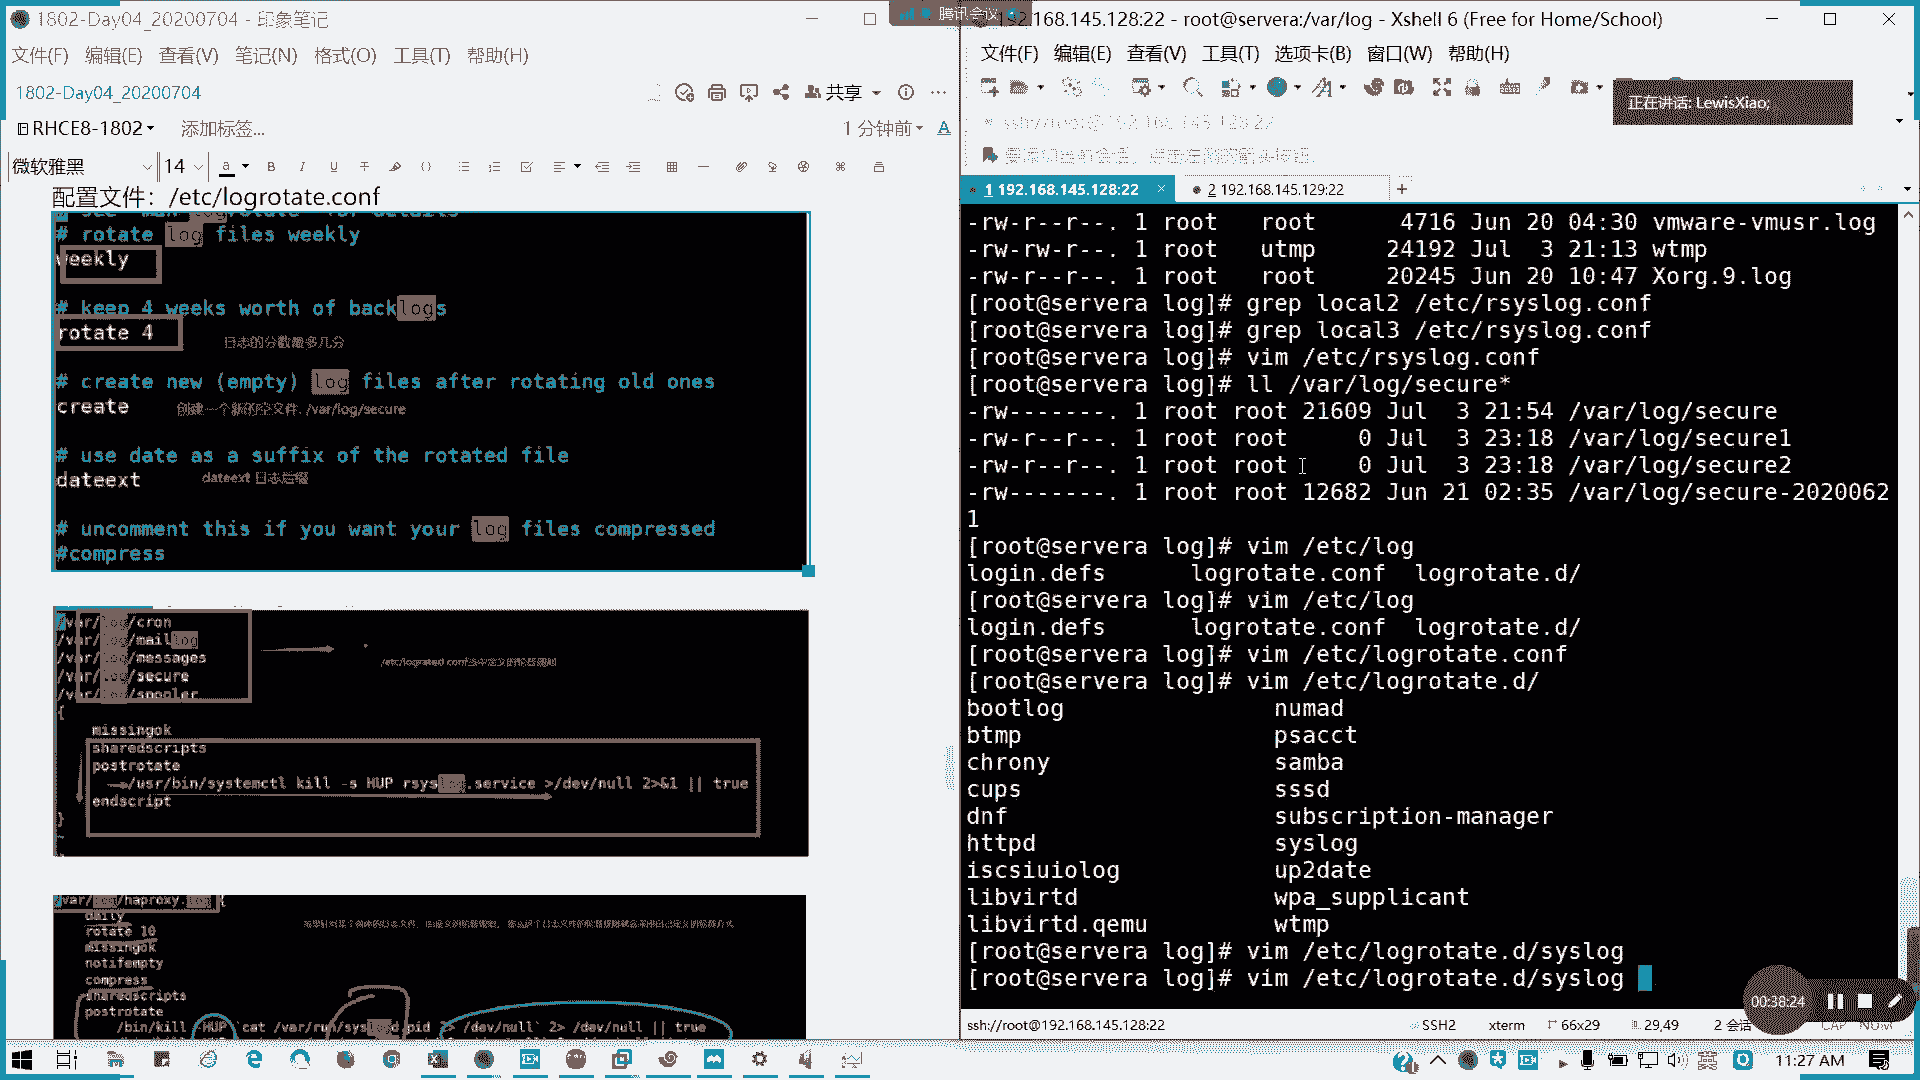 1802-Day04_20200704 - 印象笔记
文件(F) 编辑(E) 查看(V) 笔记(N) 格式(O) 工具(T) 帮助(H)
1802-Day04_20200704
共享
RHCE8-1802
添加标签...
1 分钟前
微软雅黑 14
配置文件：/etc/logrotate.conf
# see "man logrotate" for details
# rotate log files weekly
weekly
# keep 4 weeks worth of backlogs
rotate 4
日志的分数最多几分
# create new (empty) log files after rotating old ones
create 创建一个新的空文件, /var/log/secure
# use date as a suffix of the rotated file
dateext dateext 日志后缀
# uncomment this if you want your log files compressed
#compress
/var/log/cron
/var/log/maillog
/var/log/messages
/var/log/secure
/var/log/spooler
{
missingok
sharedscripts
postrotate
/usr/bin/systemctl kill -s HUP rsyslog.service >/dev/null 2>&1 || true
endscript
}
/var/log/haproxy.log {
daily
rotate 10
missingok
notifempty
compress
sharedscripts
postrotate
/bin/kill -HUP `cat /var/run/syslogd.pid 2> /dev/null` 2> /dev/null || true
腾讯会议
192.168.145.128:22 - root@servera:/var/log - Xshell 6 (Free for Home/School)
文件(F) 编辑(E) 查看(V) 工具(T) 选项卡(B) 窗口(W) 帮助(H)
正在讲话: LewisXiao;
ssh://root@192.168.145.128:22
1 192.168.145.128:22
2 192.168.145.129:22
-rw-r--r--. 1 root root 4716 Jun 20 04:30 vmware-vmusr.log
-rw-rw-r--. 1 root utmp 24192 Jul 3 21:13 wtmp
-rw-r--r--. 1 root root 20245 Jun 20 10:47 Xorg.9.log
[root@servera log]# grep local2 /etc/rsyslog.conf
[root@servera log]# grep local3 /etc/rsyslog.conf
[root@servera log]# vim /etc/rsyslog.conf
[root@servera log]# ll /var/log/secure*
-rw-------. 1 root root 21609 Jul 3 21:54 /var/log/secure
-rw-r--r--. 1 root root 0 Jul 3 23:18 /var/log/secure1
-rw-r--r--. 1 root root 0 Jul 3 23:18 /var/log/secure2
-rw-------. 1 root root 12682 Jun 21 02:35 /var/log/secure-2020062
1
[root@servera log]# vim /etc/log
login.defs logrotate.conf logrotate.d/
[root@servera log]# vim /etc/log
login.defs logrotate.conf logrotate.d/
[root@servera log]# vim /etc/logrotate.conf
[root@servera log]# vim /etc/logrotate.d/
bootlog numad
btmp psacct
chrony samba
cups sssd
dnf subscription-manager
httpd syslog
iscsiuiolog up2date
libvirtd wpa_supplicant
libvirtd.qemu wtmp
[root@servera log]# vim /etc/logrotate.d/syslog
[root@servera log]# vim /etc/logrotate.d/syslog
00:38:24
ssh://root@192.168.145.128:22 SSH2 xterm 66x29 29,49 2 会话 CAP NUM
11:27 AM